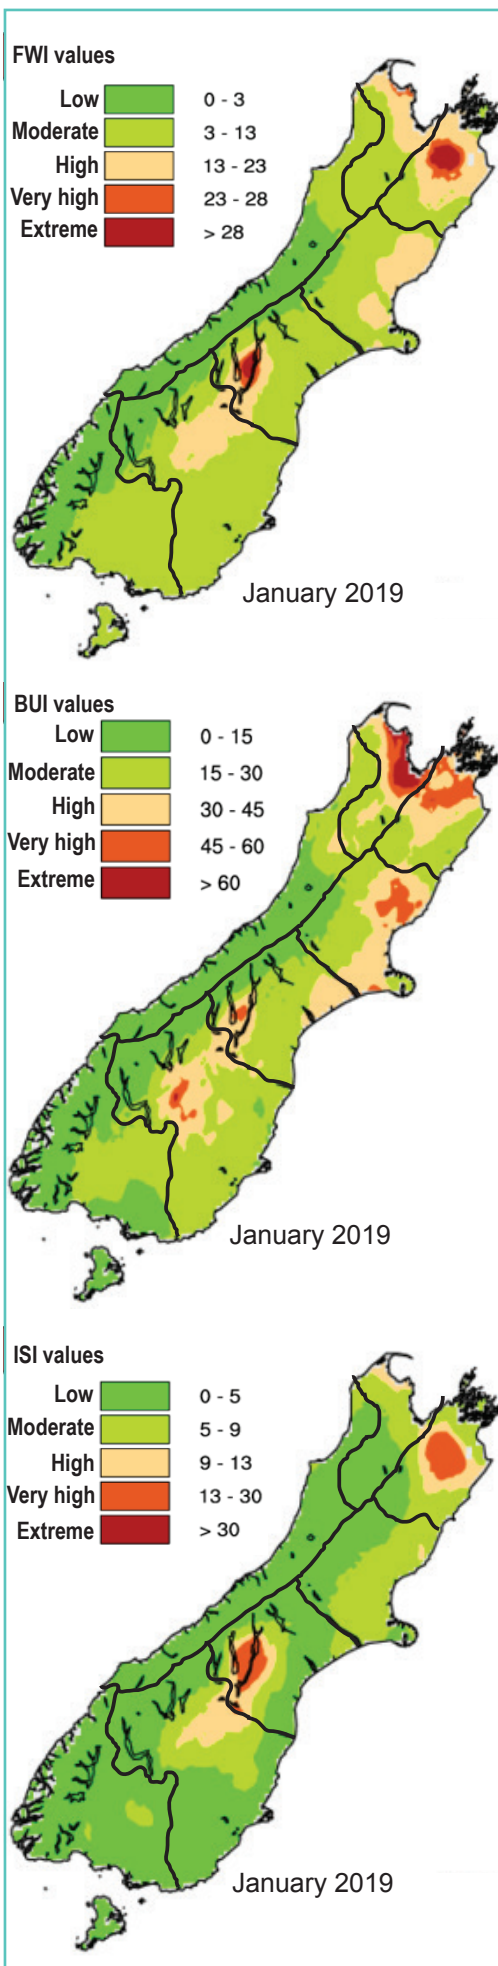 FWI values
Low 0 - 3
Moderate 3 - 13
High 13 - 23
Very high 23 - 28
Extreme > 28
January 2019
BUI values
Low 0 - 15
Moderate 15 - 30
High 30 - 45
Very high 45 - 60
Extreme > 60
January 2019
ISI values
Low 0 - 5
Moderate 5 - 9
High 9 - 13
Very high 13 - 30
Extreme > 30
January 2019